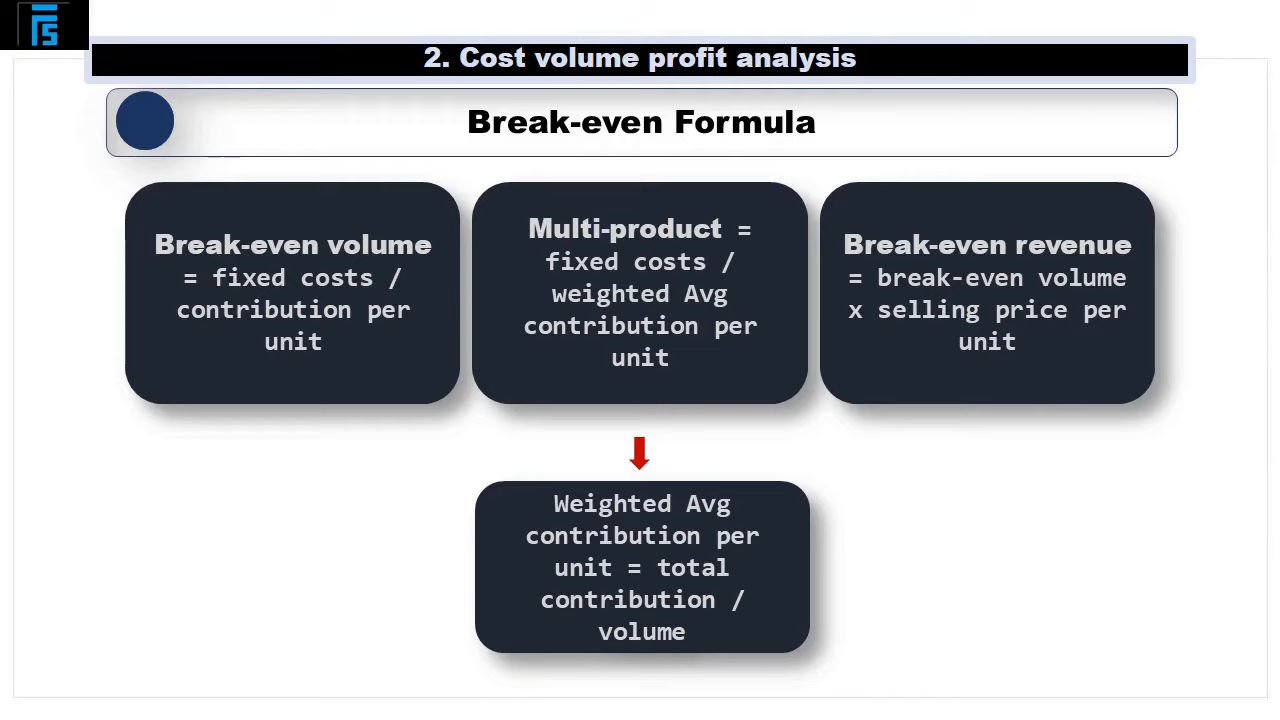 2. Cost volume profit analysis
Break-even Formula
Break-even volume
= fixed costs /
contribution per
unit
Multi-product =
fixed costs /
weighted Avg
contribution per
unit
Break-even revenue
= break-even volume
x selling price per
unit
Weighted Avg
contribution per
unit = total
contribution /
volume